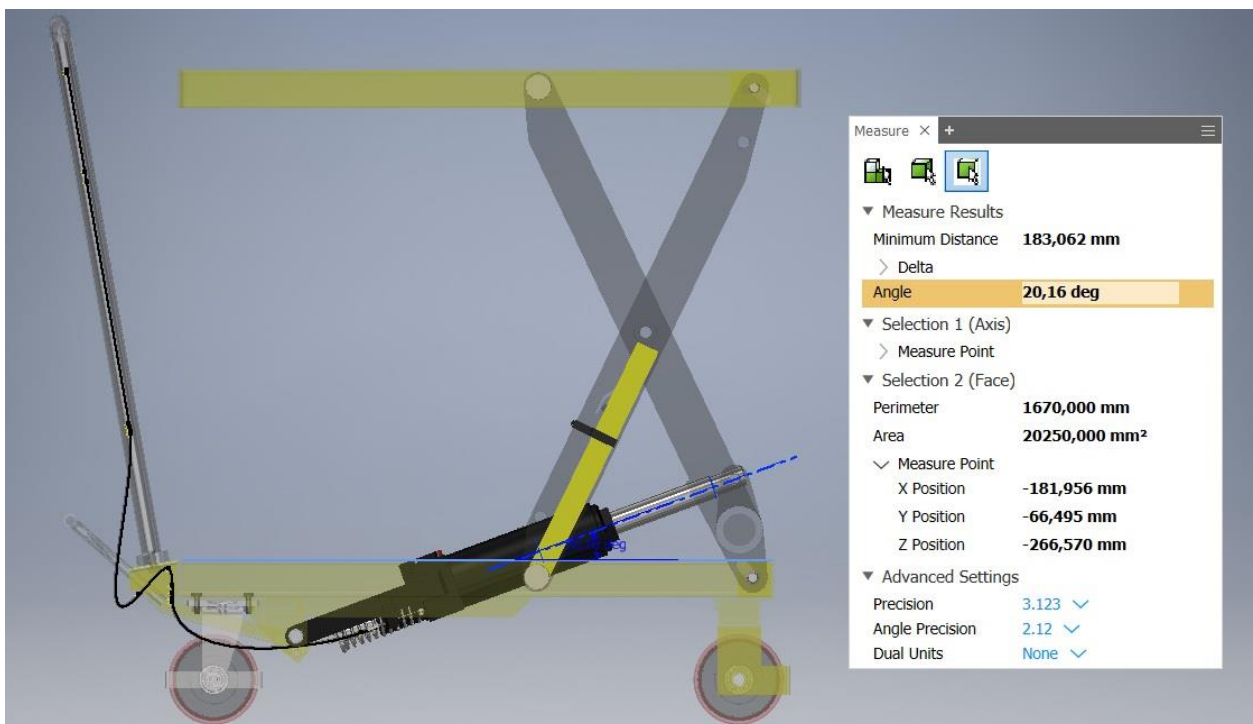 Measure × +
Measure Results
Minimum Distance 183,062 mm
Delta
Angle 20,16 deg
Selection 1 (Axis)
Measure Point
Selection 2 (Face)
Perimeter 1670,000 mm
Area 20250,000 mm²
Measure Point
X Position -181,956 mm
Y Position -66,495 mm
Z Position -266,570 mm
Advanced Settings
Precision 3.123
Angle Precision 2.12
Dual Units None